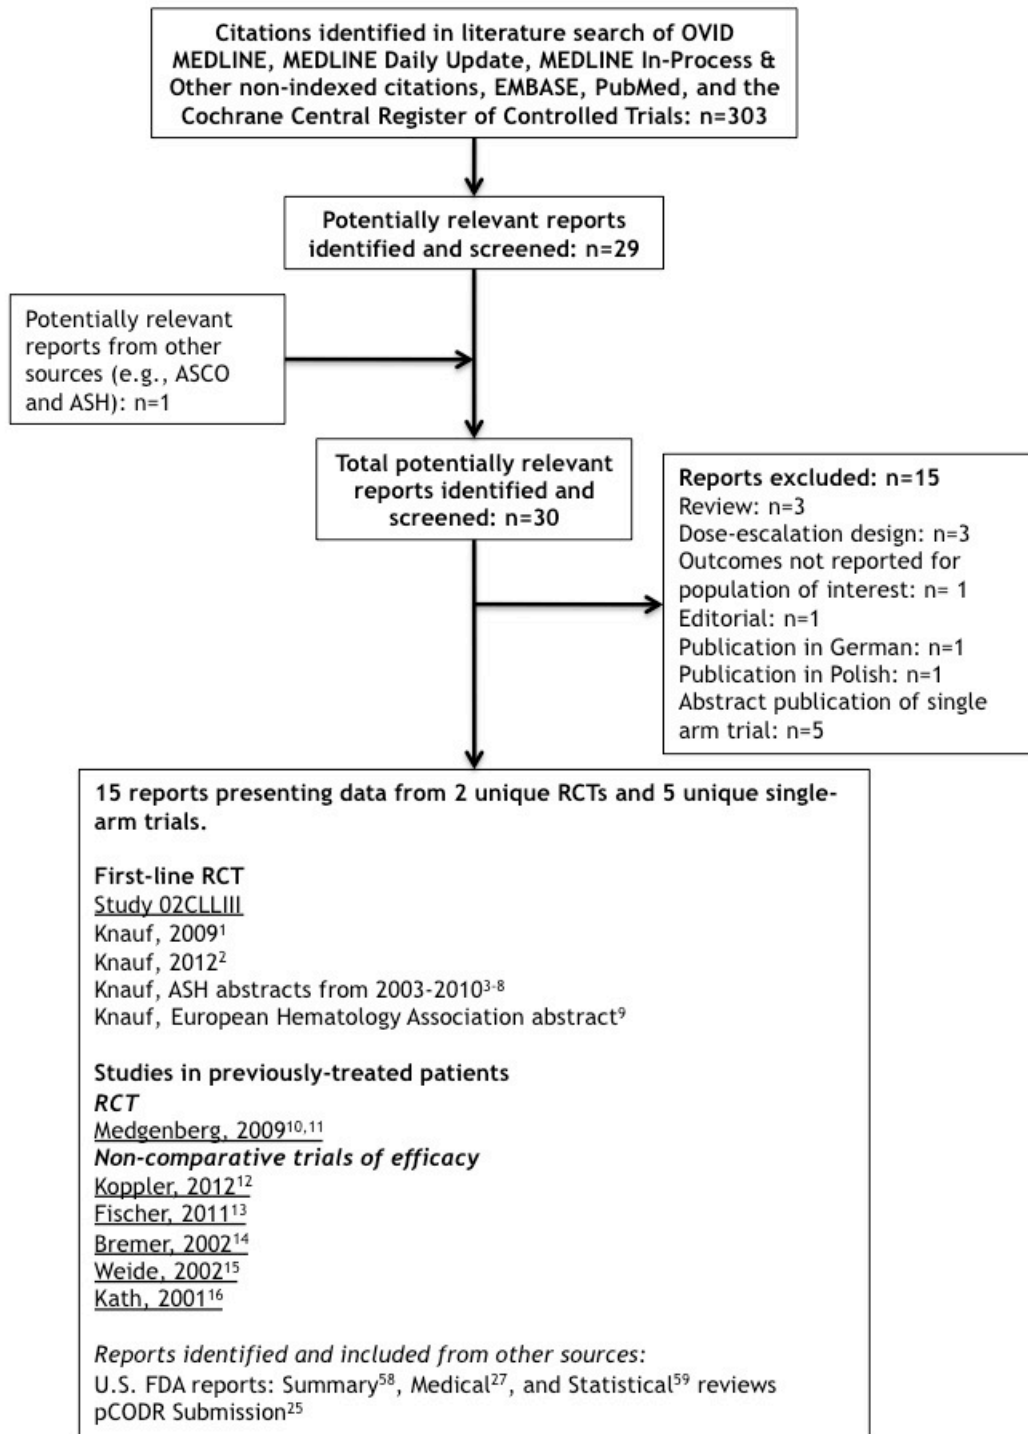 Citations identified in literature search of OVID
MEDLINE, MEDLINE Daily Update, MEDLINE In-Process &
Other non-indexed citations, EMBASE, PubMed, and the
Cochrane Central Register of Controlled Trials: n=303
Potentially relevant reports
identified and screened: n=29
Potentially relevant
reports from other
sources (e.g., ASCO
and ASH): n=1
Total potentially relevant
reports identified and
screened: n=30
Reports excluded: n=15
Review: n=3
Dose-escalation design: n=3
Outcomes not reported for
population of interest: n= 1
Editorial: n=1
Publication in German: n=1
Publication in Polish: n=1
Abstract publication of single
arm trial: n=5
15 reports presenting data from 2 unique RCTs and 5 unique single-
arm trials.
First-line RCT
Study 02CLLIII
Knauf, 2009¹
Knauf, 2012²
Knauf, ASH abstracts from 2003-2010³⁻⁸
Knauf, European Hematology Association abstract⁹
Studies in previously-treated patients
RCT
Medgenberg, 2009¹⁰,¹¹
Non-comparative trials of efficacy
Koppler, 2012¹²
Fischer, 2011¹³
Bremer, 2002¹⁴
Weide, 2002¹⁵
Kath, 2001¹⁶
Reports identified and included from other sources:
U.S. FDA reports: Summary⁵⁸, Medical²⁷, and Statistical⁵⁹ reviews
pCODR Submission²⁵